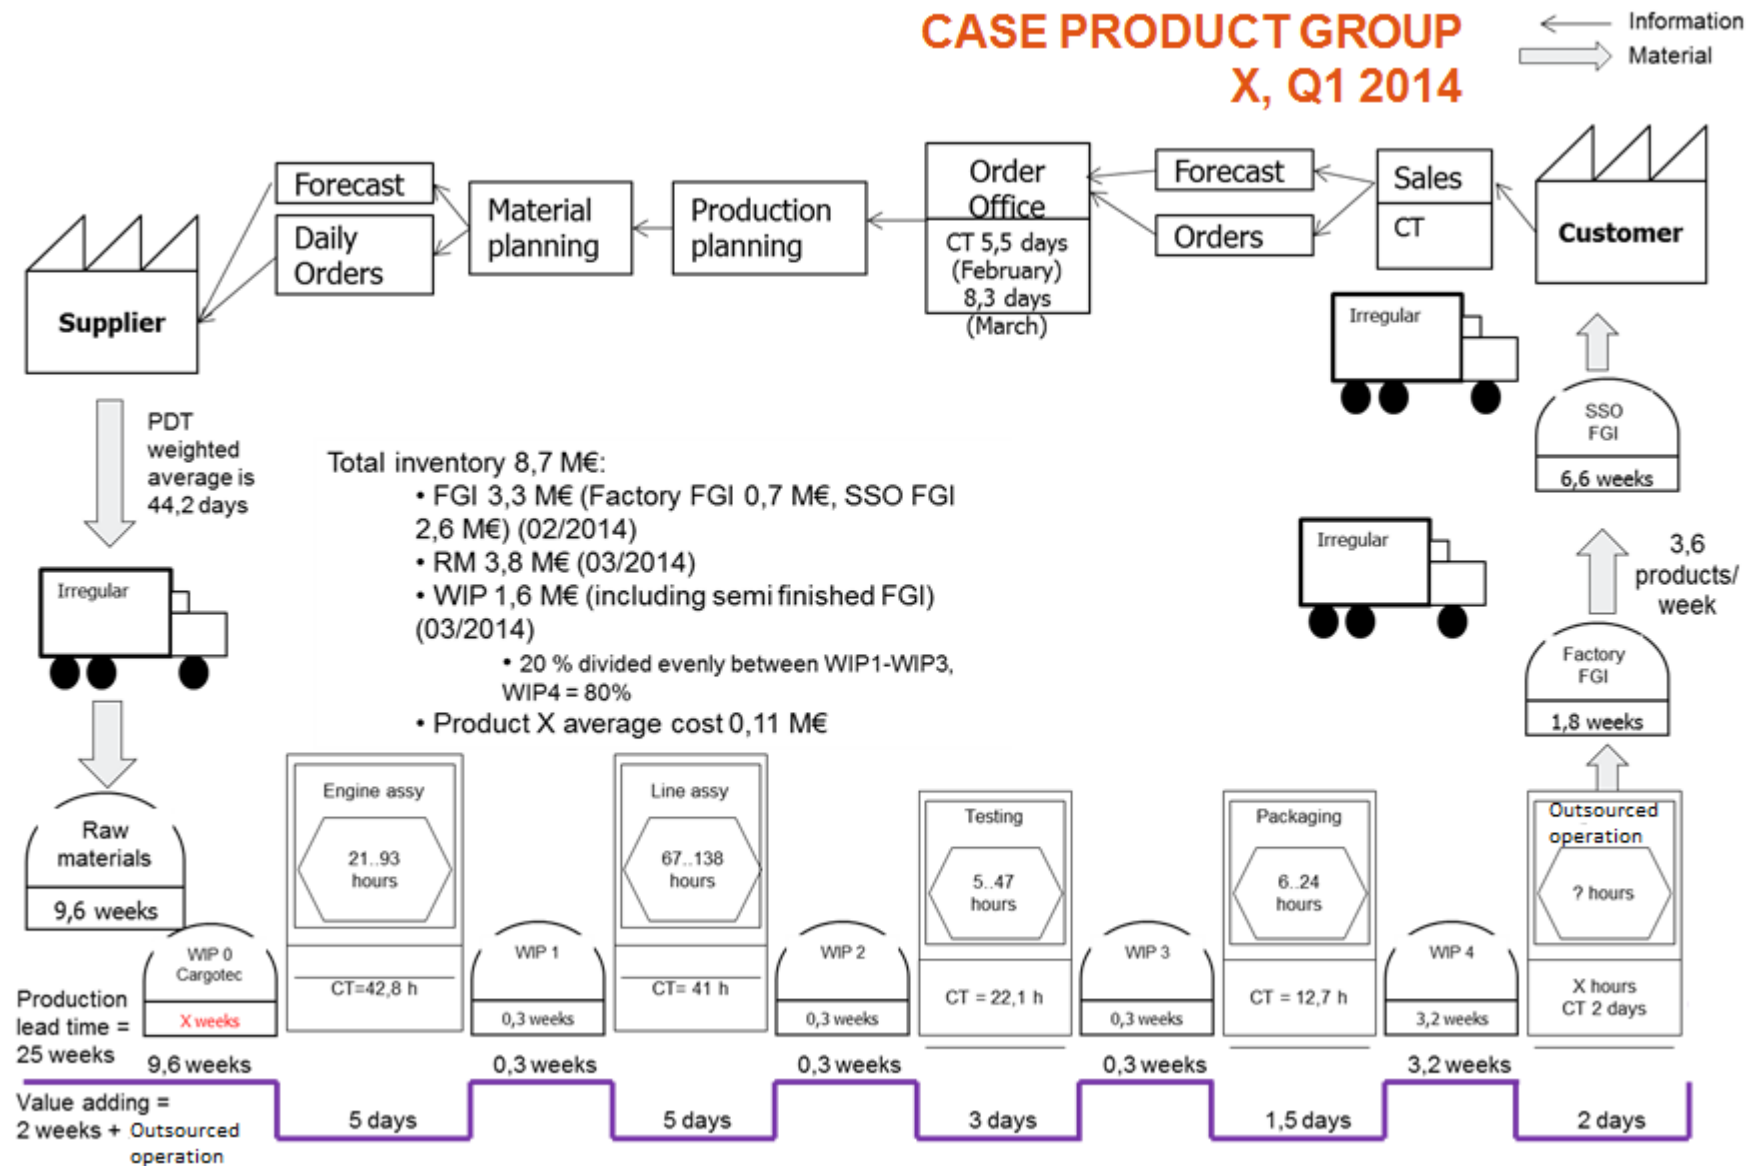 CASE PRODUCT GROUP
X, Q1 2014
Information
Material
Supplier
Forecast
Daily
Orders
Material
planning
Production
planning
Order
Office
CT 5,5 days
(February)
8,3 days
(March)
Forecast
Orders
Sales
CT
Customer
Irregular
SSO
FGI
6,6 weeks
PDT
weighted
average is
44,2 days
Irregular
Total inventory 8,7 M€:
• FGI 3,3 M€ (Factory FGI 0,7 M€, SSO FGI
2,6 M€) (02/2014)
• RM 3,8 M€ (03/2014)
• WIP 1,6 M€ (including semi finished FGI)
(03/2014)
• 20 % divided evenly between WIP1-WIP3,
WIP4 = 80%
• Product X average cost 0,11 M€
Irregular
3,6
products/
week
Factory
FGI
1,8 weeks
Raw
materials
9,6 weeks
WIP 0
Cargotec
X weeks
Engine assy
21..93
hours
CT=42,8 h
WIP 1
0,3 weeks
Line assy
67..138
hours
CT= 41 h
WIP 2
0,3 weeks
Testing
5..47
hours
CT = 22,1 h
WIP 3
0,3 weeks
Packaging
6..24
hours
CT = 12,7 h
WIP 4
3,2 weeks
Outsourced
operation
? hours
X hours
CT 2 days
Production
lead time =
25 weeks
9,6 weeks
0,3 weeks
0,3 weeks
0,3 weeks
3,2 weeks
Value adding =
2 weeks + Outsourced
operation
5 days
5 days
3 days
1,5 days
2 days